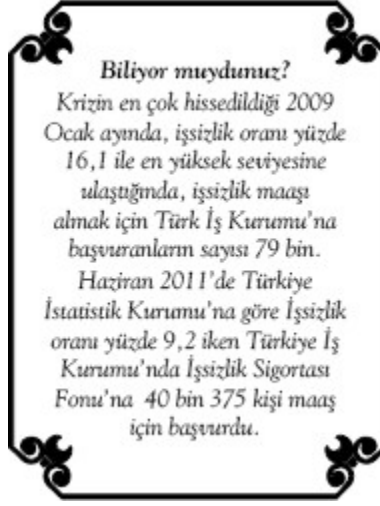 Biliyor muydunuz?
Krizin en çok hissedildiği 2009
Ocak ayında, işsizlik oranı yüzde
16,1 ile en yüksek seviyesine
ulaştığında, işsizlik maaşı
almak için Türk İş Kurumu'na
başvuranların sayısı 79 bin.
Haziran 2011'de Türkiye
İstatistik Kurumu'na göre İşsizlik
oranı yüzde 9,2 iken Türkiye İş
Kurumu'nda İşsizlik Sigortası
Fonu'na 40 bin 375 kişi maaş
için başvurdu.